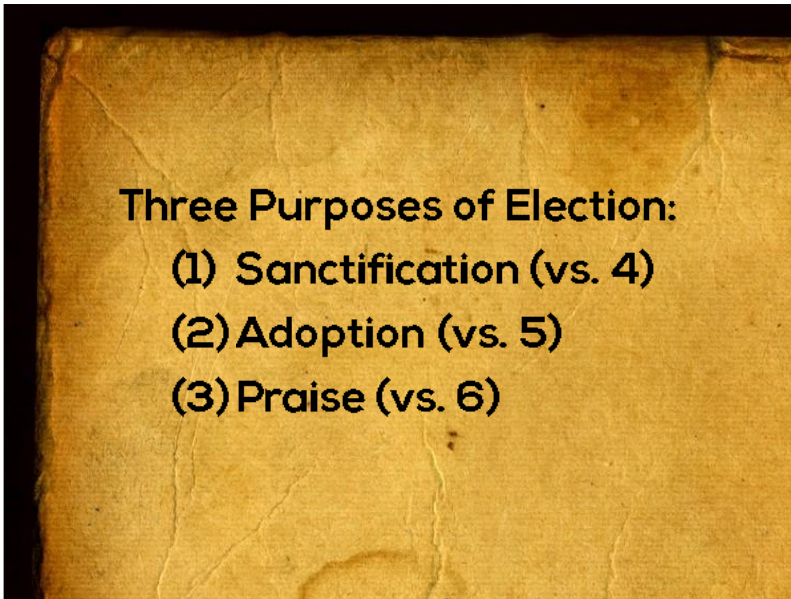 Three Purposes of Election:
(1) Sanctification (vs. 4)
(2) Adoption (vs. 5)
(3) Praise (vs. 6)